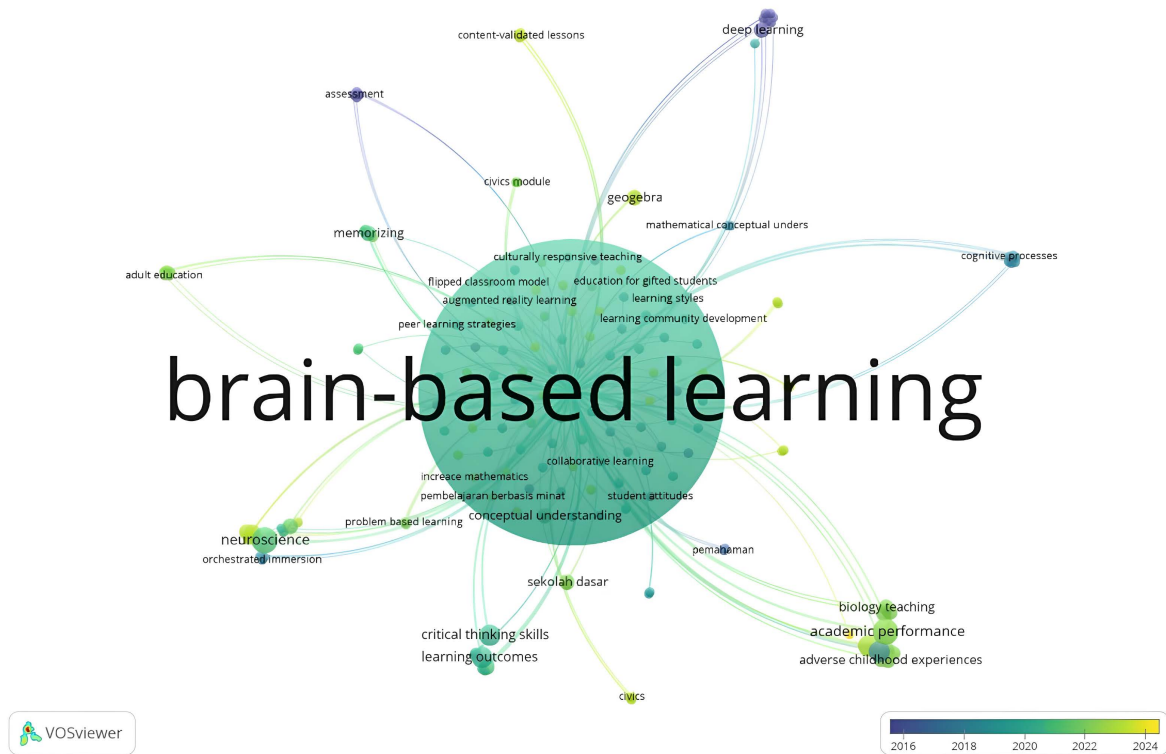 deep learning
content-validated lessons
assessment
civics module
geogebra
mathematical conceptual unders
memorizing
culturally responsive teaching
cognitive processes
adult education
flipped classroom model
education for gifted students
augmented reality learning
learning styles
peer learning strategies
learning community development
brain-based learning
collaborative learning
increace mathematics
pembelajaran berbasis minat
student attitudes
conceptual understanding
problem based learning
neuroscience
pemahaman
orchestrated immersion
sekolah dasar
biology teaching
critical thinking skills
academic performance
learning outcomes
adverse childhood experiences
civics
VOSviewer
2016 2018 2020 2022 2024